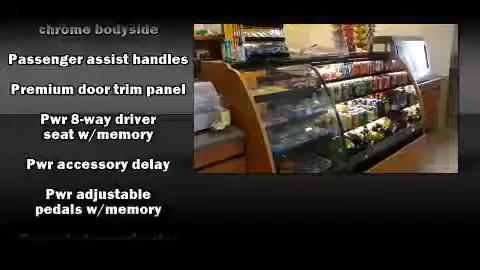 chrome bodyside
Passenger assist handles
Premium door trim panel
Pwr 8-way driver
seat w/memory
Pwr accessory delay
Pwr adjustable
pedals w/memory